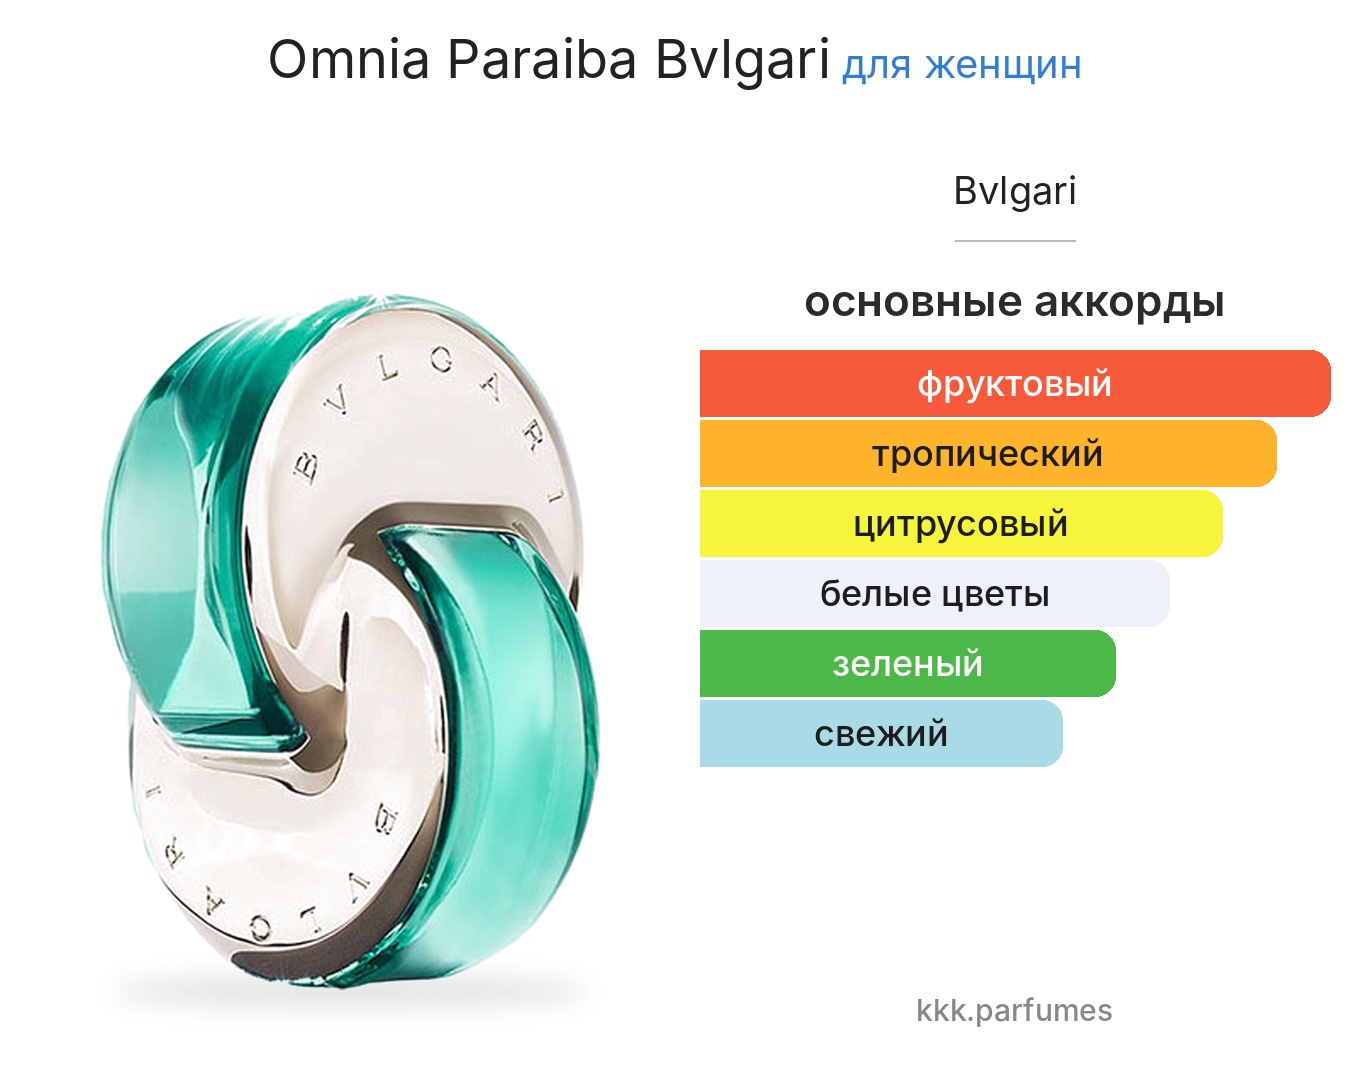 Omnia Paraiba Bvlgari для женщин
Bvlgari
основные аккорды
фруктовый
тропический
цитрусовый
белые цветы
зеленый
свежий
BVLGARI
BVLGARI
kkk.parfumes